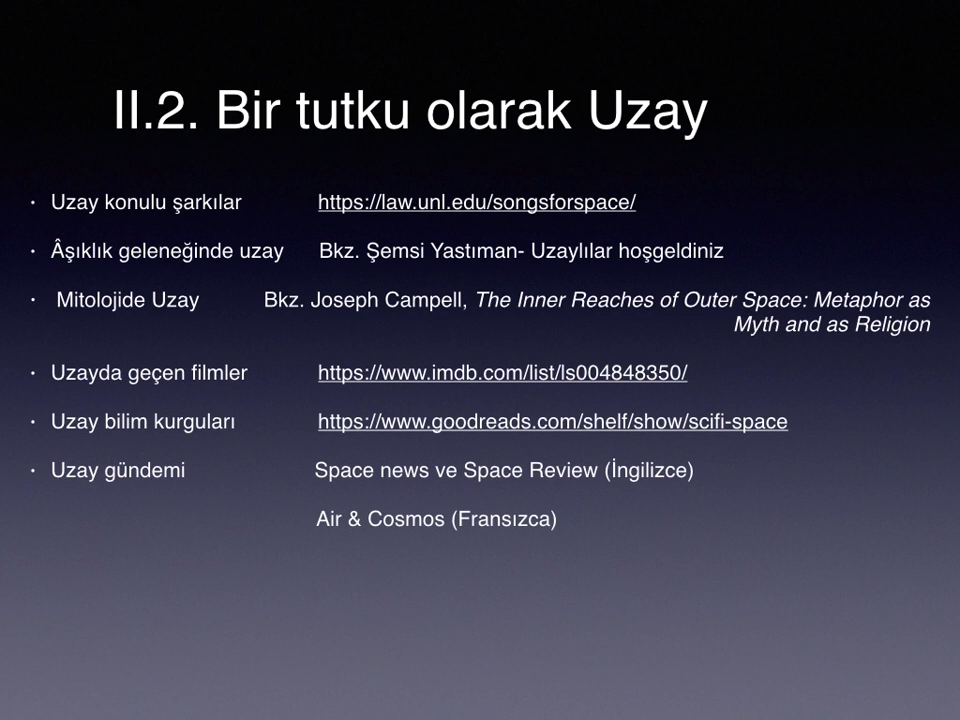 II.2. Bir tutku olarak Uzay
• Uzay konulu şarkılar https://law.unl.edu/songsforspace/
• Âşıklık geleneğinde uzay Bkz. Şemsi Yastıman- Uzaylılar hoşgeldiniz
• Mitolojide Uzay Bkz. Joseph Campell, The Inner Reaches of Outer Space: Metaphor as
Myth and as Religion
• Uzayda geçen filmler https://www.imdb.com/list/ls004848350/
• Uzay bilim kurguları https://www.goodreads.com/shelf/show/scifi-space
• Uzay gündemi Space news ve Space Review (İngilizce)
Air & Cosmos (Fransızca)